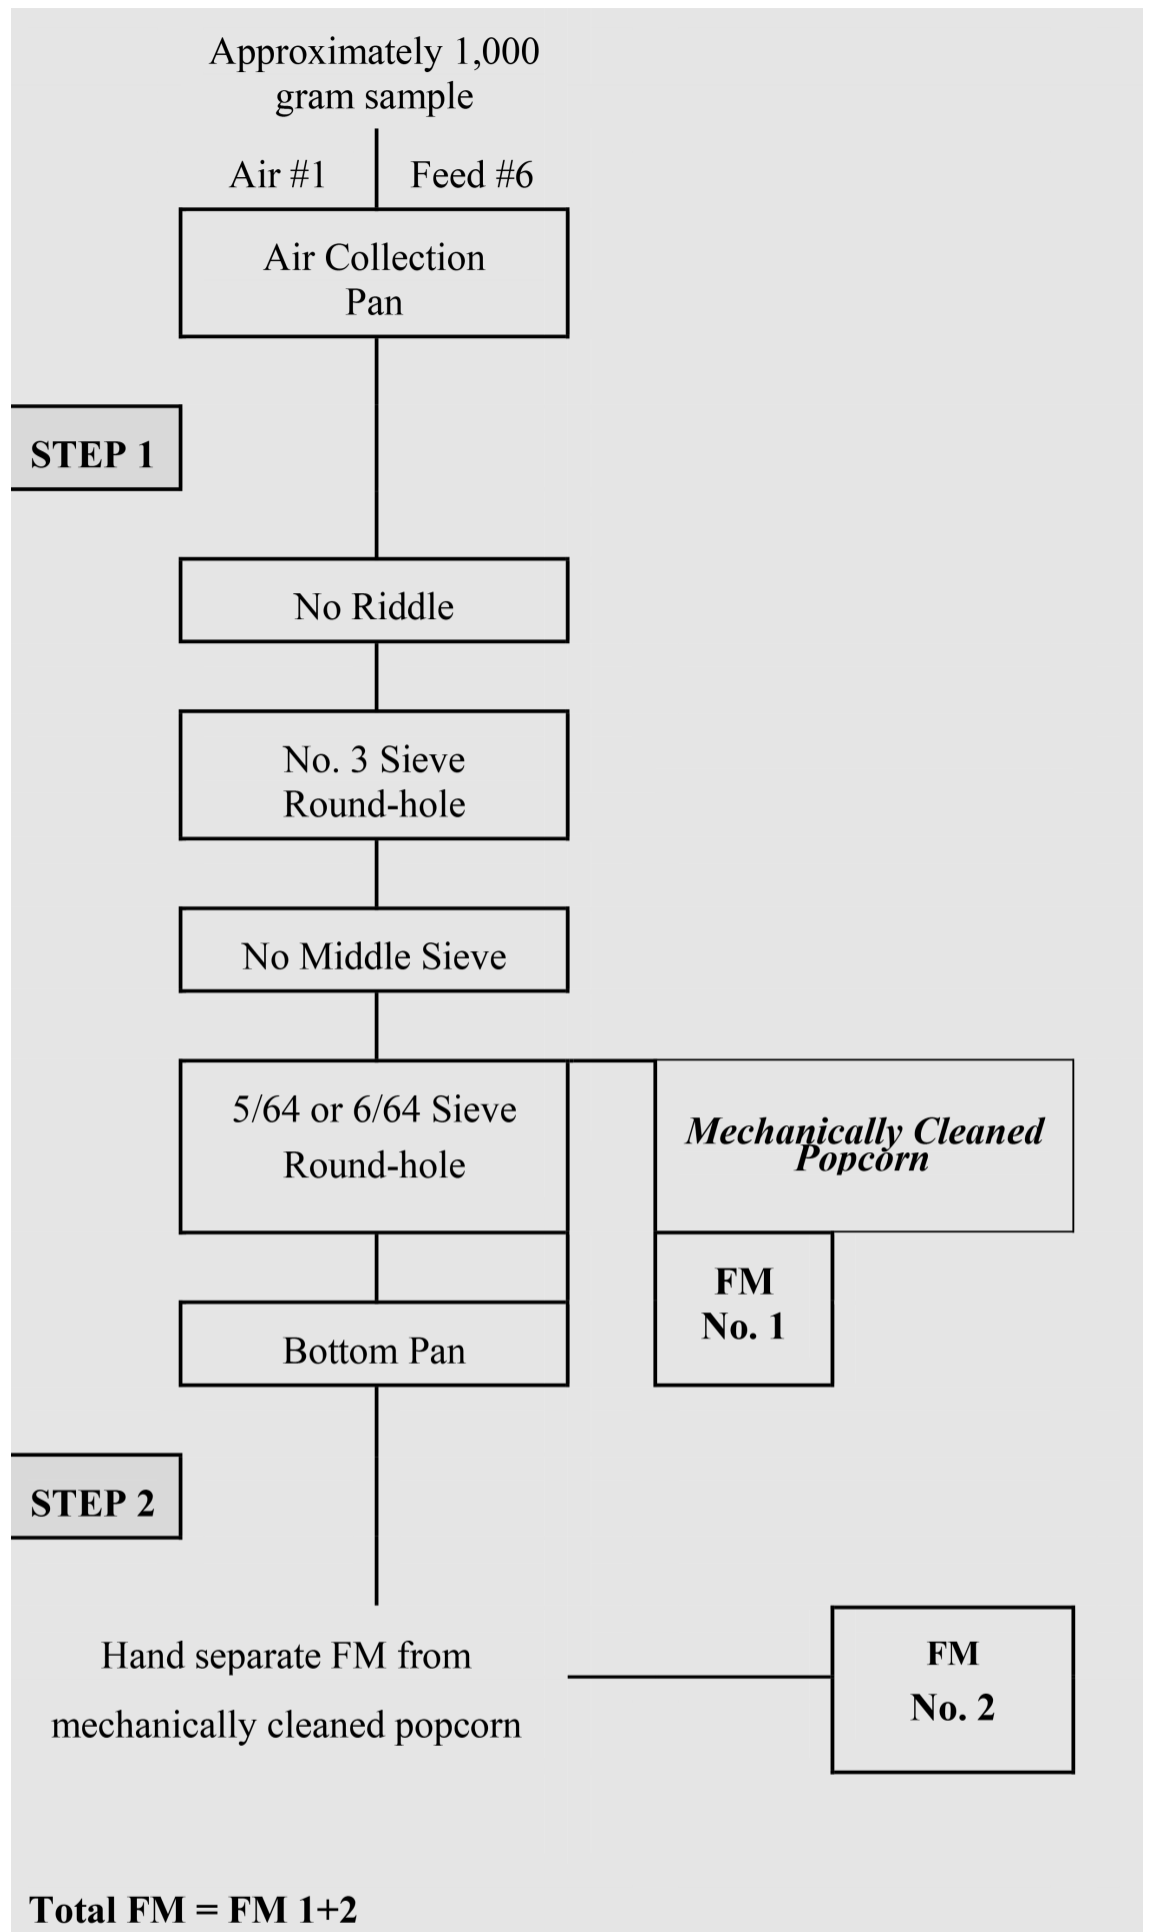 Approximately 1,000
gram sample
Air #1
Feed #6
Air Collection
Pan
STEP 1
No Riddle
No. 3 Sieve
Round-hole
No Middle Sieve
5/64 or 6/64 Sieve
Round-hole
Mechanically Cleaned
Popcorn
FM
No. 1
Bottom Pan
STEP 2
Hand separate FM from
mechanically cleaned popcorn
FM
No. 2
Total FM = FM 1+2